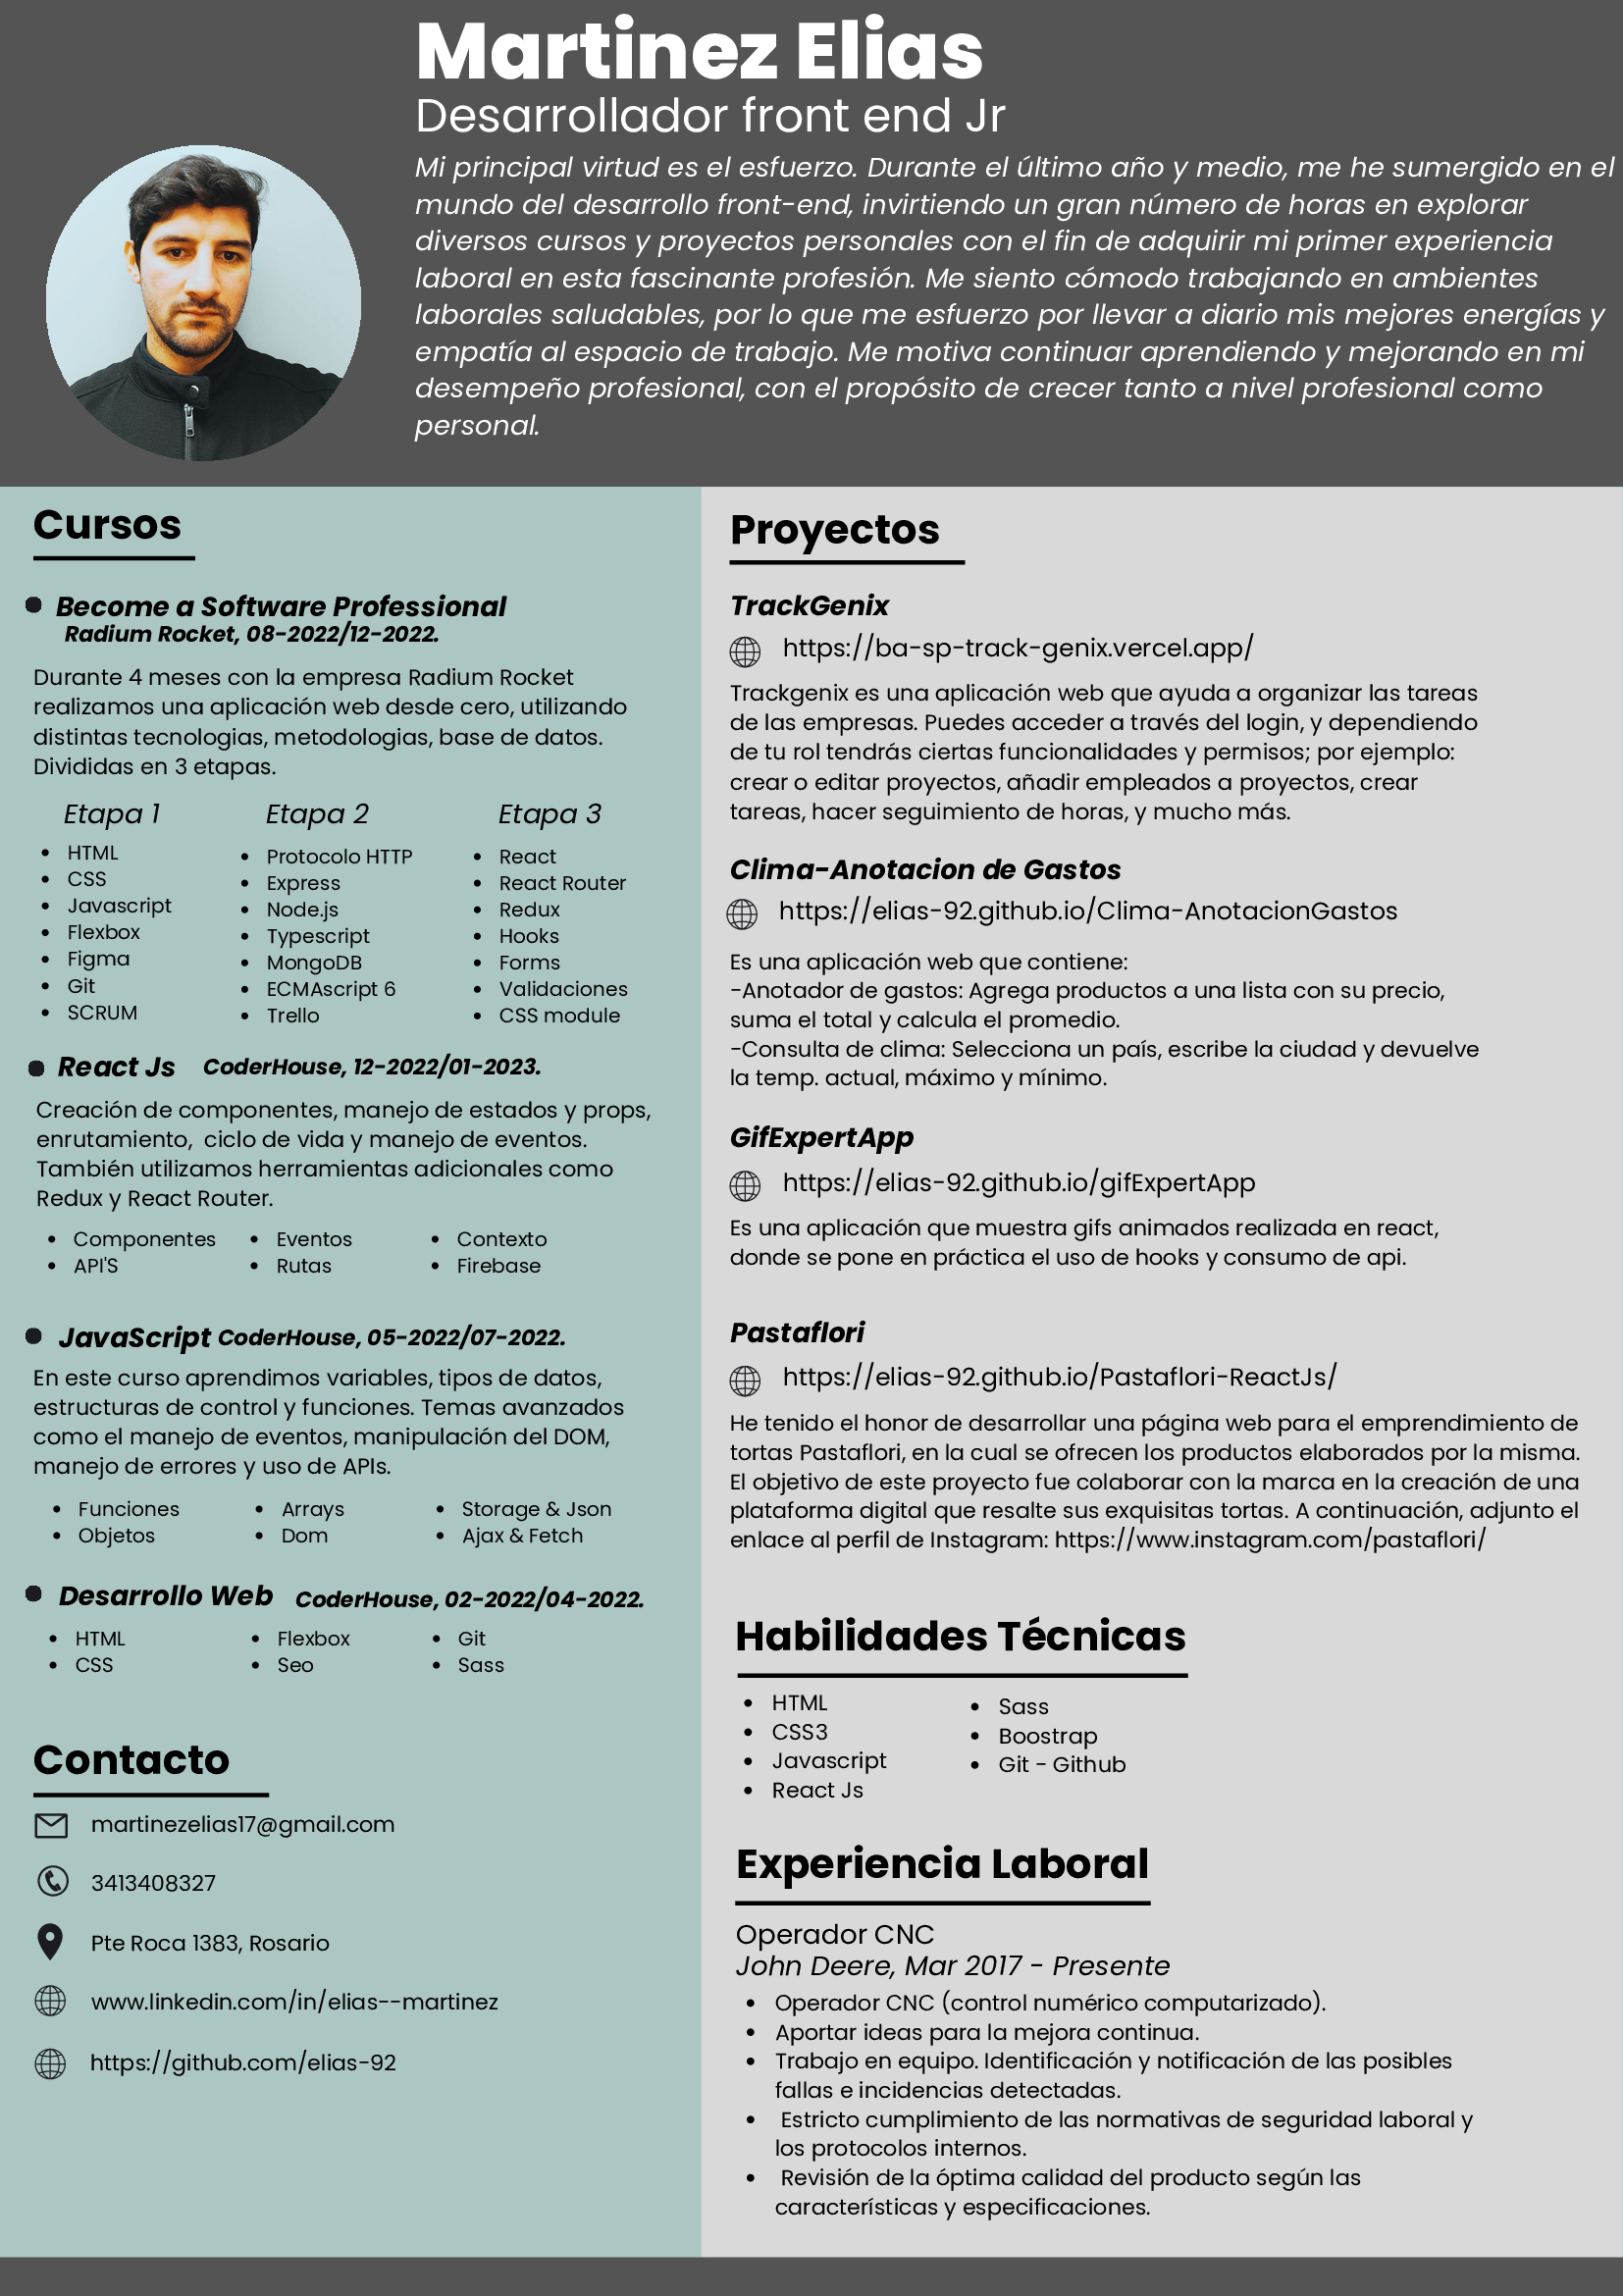 Martinez Elias
Desarrollador front end Jr
Mi principal virtud es el esfuerzo. Durante el último año y medio, me he sumergido en el
mundo del desarrollo front-end, invirtiendo un gran número de horas en explorar
diversos cursos y proyectos personales con el fin de adquirir mi primer experiencia
laboral en esta fascinante profesión. Me siento cómodo trabajando en ambientes
laborales saludables, por lo que me esfuerzo por llevar a diario mis mejores energías y
empatía al espacio de trabajo. Me motiva continuar aprendiendo y mejorando en mi
desempeño profesional, con el propósito de crecer tanto a nivel profesional como
personal.
Cursos
Become a Software Professional
Radium Rocket, 08-2022/12-2022.
Durante 4 meses con la empresa Radium Rocket
realizamos una aplicación web desde cero, utilizando
distintas tecnologias, metodologias, base de datos.
Divididas en 3 etapas.
Etapa 1
• HTML
• CSS
• Javascript
• Flexbox
• Figma
• Git
• SCRUM
Etapa 2
• Protocolo HTTP
• Express
• Node.js
• Typescript
• MongoDB
• ECMAscript 6
• Trello
Etapa 3
• React
• React Router
• Redux
• Hooks
• Forms
• Validaciones
• CSS module
React Js CoderHouse, 12-2022/01-2023.
Creación de componentes, manejo de estados y props,
enrutamiento, ciclo de vida y manejo de eventos.
También utilizamos herramientas adicionales como
Redux y React Router.
• Componentes
• API'S
• Eventos
• Rutas
• Contexto
• Firebase
JavaScript CoderHouse, 05-2022/07-2022.
En este curso aprendimos variables, tipos de datos,
estructuras de control y funciones. Temas avanzados
como el manejo de eventos, manipulación del DOM,
manejo de errores y uso de APIs.
• Funciones
• Objetos
• Arrays
• Dom
• Storage & Json
• Ajax & Fetch
Desarrollo Web CoderHouse, 02-2022/04-2022.
• HTML
• CSS
• Flexbox
• Seo
• Git
• Sass
Contacto
martinezelias17@gmail.com
3413408327
Pte Roca 1383, Rosario
www.linkedin.com/in/elias--martinez
https://github.com/elias-92
Proyectos
TrackGenix
https://ba-sp-track-genix.vercel.app/
Trackgenix es una aplicación web que ayuda a organizar las tareas
de las empresas. Puedes acceder a través del login, y dependiendo
de tu rol tendrás ciertas funcionalidades y permisos; por ejemplo:
crear o editar proyectos, añadir empleados a proyectos, crear
tareas, hacer seguimiento de horas, y mucho más.
Clima-Anotacion de Gastos
https://elias-92.github.io/Clima-AnotacionGastos
Es una aplicación web que contiene:
-Anotador de gastos: Agrega productos a una lista con su precio,
suma el total y calcula el promedio.
-Consulta de clima: Selecciona un país, escribe la ciudad y devuelve
la temp. actual, máximo y mínimo.
GifExpertApp
https://elias-92.github.io/gifExpertApp
Es una aplicación que muestra gifs animados realizada en react,
donde se pone en práctica el uso de hooks y consumo de api.
Pastaflori
https://elias-92.github.io/Pastaflori-ReactJs/
He tenido el honor de desarrollar una página web para el emprendimiento de
tortas Pastaflori, en la cual se ofrecen los productos elaborados por la misma.
El objetivo de este proyecto fue colaborar con la marca en la creación de una
plataforma digital que resalte sus exquisitas tortas. A continuación, adjunto el
enlace al perfil de Instagram: https://www.instagram.com/pastaflori/
Habilidades Técnicas
• HTML
• CSS3
• Javascript
• React Js
• Sass
• Boostrap
• Git - Github
Experiencia Laboral
Operador CNC
John Deere, Mar 2017 - Presente
• Operador CNC (control numérico computarizado).
• Aportar ideas para la mejora continua.
• Trabajo en equipo. Identificación y notificación de las posibles
fallas e incidencias detectadas.
• Estricto cumplimiento de las normativas de seguridad laboral y
los protocolos internos.
• Revisión de la óptima calidad del producto según las
características y especificaciones.